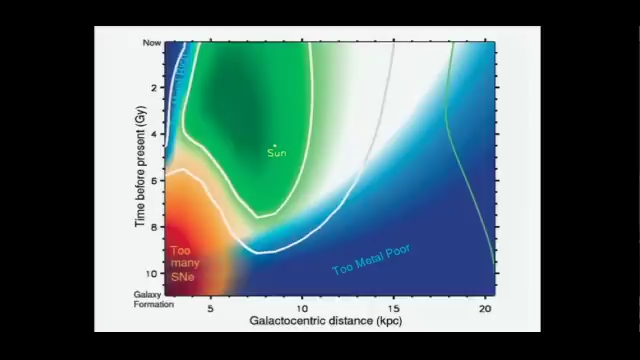 Now
2
4
6
8
10
Galaxy
Formation
Time before present (Gy)
Sun
Too
many
SNe
Too Metal Poor
5
10
15
20
Galactocentric distance (kpc)